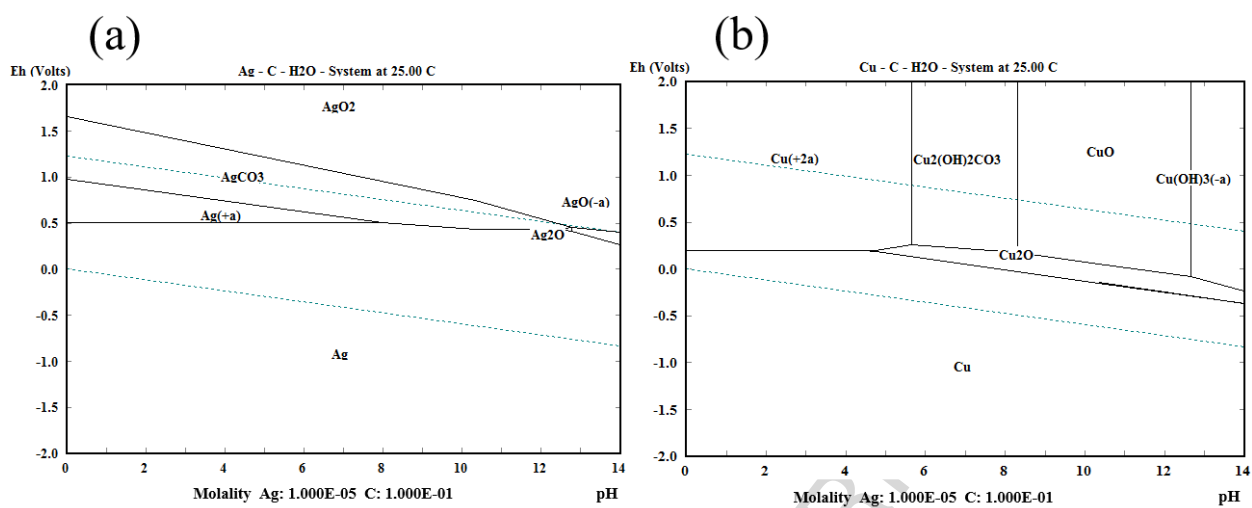 (a)
Eh (Volts)
Ag - C - H2O - System at 25.00 C
2.0
1.5
1.0
0.5
0.0
-0.5
-1.0
-1.5
-2.0
AgO2
AgCO3
Ag(+a)
AgO(-a)
Ag2O
Ag
0 2 4 6 8 10 12 14
Molality Ag: 1.000E-05 C: 1.000E-01
pH
(b)
Eh (Volts)
Cu - C - H2O - System at 25.00 C
2.0
1.5
1.0
0.5
0.0
-0.5
-1.0
-1.5
-2.0
Cu(+2a)
Cu2(OH)2CO3
CuO
Cu(OH)3(-a)
Cu2O
Cu
0 2 4 6 8 10 12 14
Molality Ag: 1.000E-05 C: 1.000E-01
pH